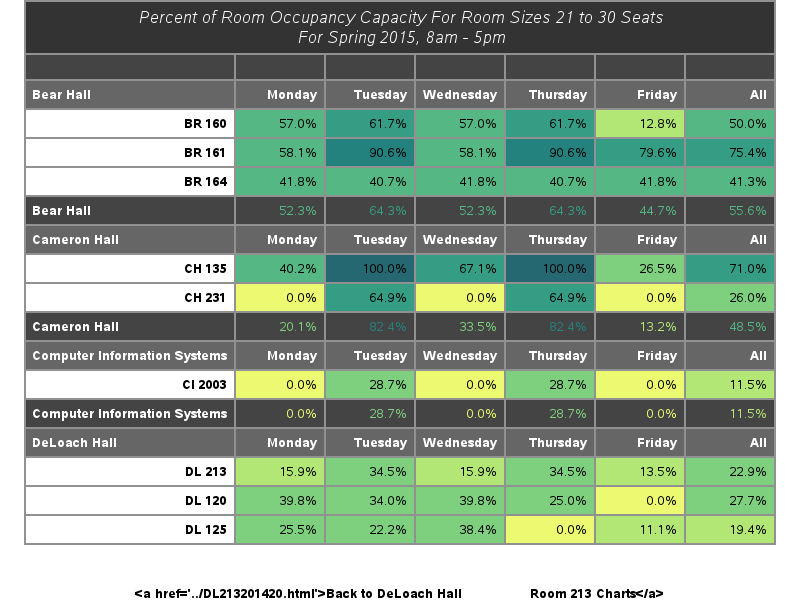 Percent of Room Occupancy Capacity For Room Sizes 21 to 30 Seats
For Spring 2015, 8am - 5pm
Bear Hall Monday Tuesday Wednesday Thursday Friday All
BR 160 57.0% 61.7% 57.0% 61.7% 12.8% 50.0%
BR 161 58.1% 90.6% 58.1% 90.6% 79.6% 75.4%
BR 164 41.8% 40.7% 41.8% 40.7% 41.8% 41.3%
Bear Hall 52.3% 64.3% 52.3% 64.3% 44.7% 55.6%
Cameron Hall Monday Tuesday Wednesday Thursday Friday All
CH 135 40.2% 100.0% 67.1% 100.0% 26.5% 71.0%
CH 231 0.0% 64.9% 0.0% 64.9% 0.0% 26.0%
Cameron Hall 20.1% 82.4% 33.5% 82.4% 13.2% 48.5%
Computer Information Systems Monday Tuesday Wednesday Thursday Friday All
CI 2003 0.0% 28.7% 0.0% 28.7% 0.0% 11.5%
Computer Information Systems 0.0% 28.7% 0.0% 28.7% 0.0% 11.5%
DeLoach Hall Monday Tuesday Wednesday Thursday Friday All
DL 213 15.9% 34.5% 15.9% 34.5% 13.5% 22.9%
DL 120 39.8% 34.0% 39.8% 25.0% 0.0% 27.7%
DL 125 25.5% 22.2% 38.4% 0.0% 11.1% 19.4%
<a href='../DL213201420.html'>Back to DeLoach Hall Room 213 Charts</a>